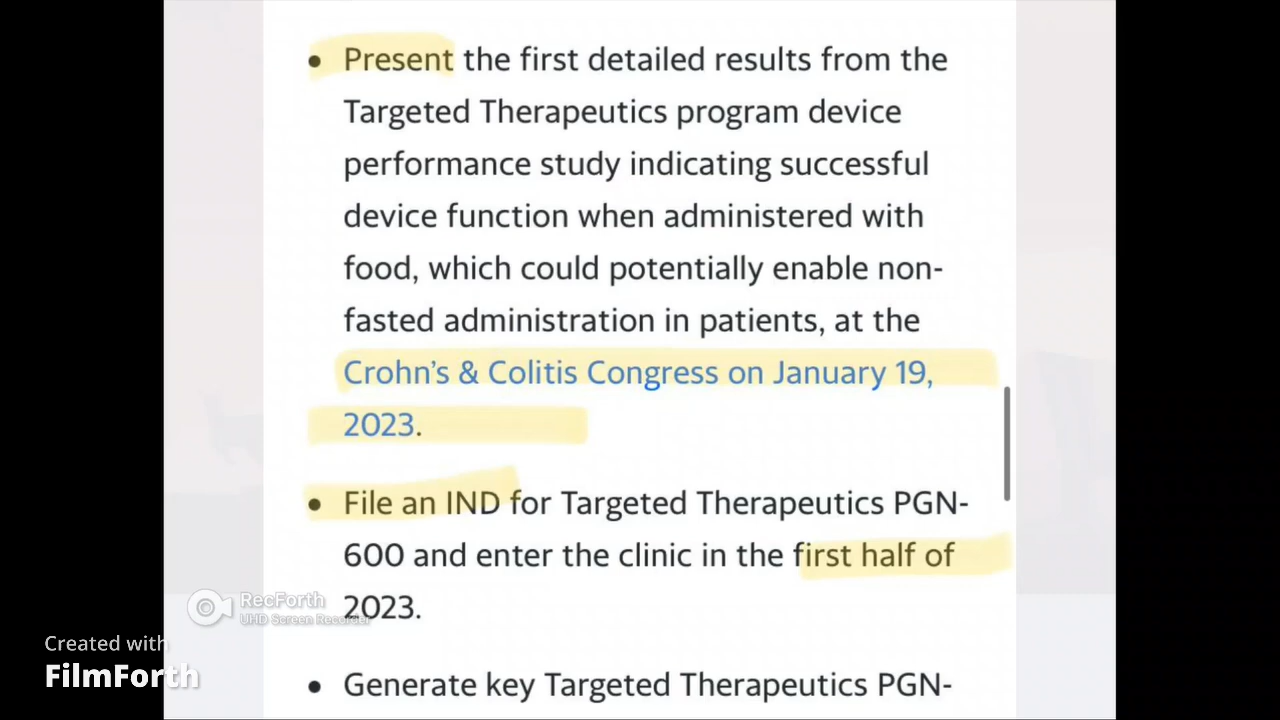 • Present the first detailed results from the
Targeted Therapeutics program device
performance study indicating successful
device function when administered with
food, which could potentially enable non-
fasted administration in patients, at the
Crohn's & Colitis Congress on January 19,
2023.
• File an IND for Targeted Therapeutics PGN-
600 and enter the clinic in the first half of
2023.
• Generate key Targeted Therapeutics PGN-
RecForth
UHD Screen Recorder
Created with
FilmForth